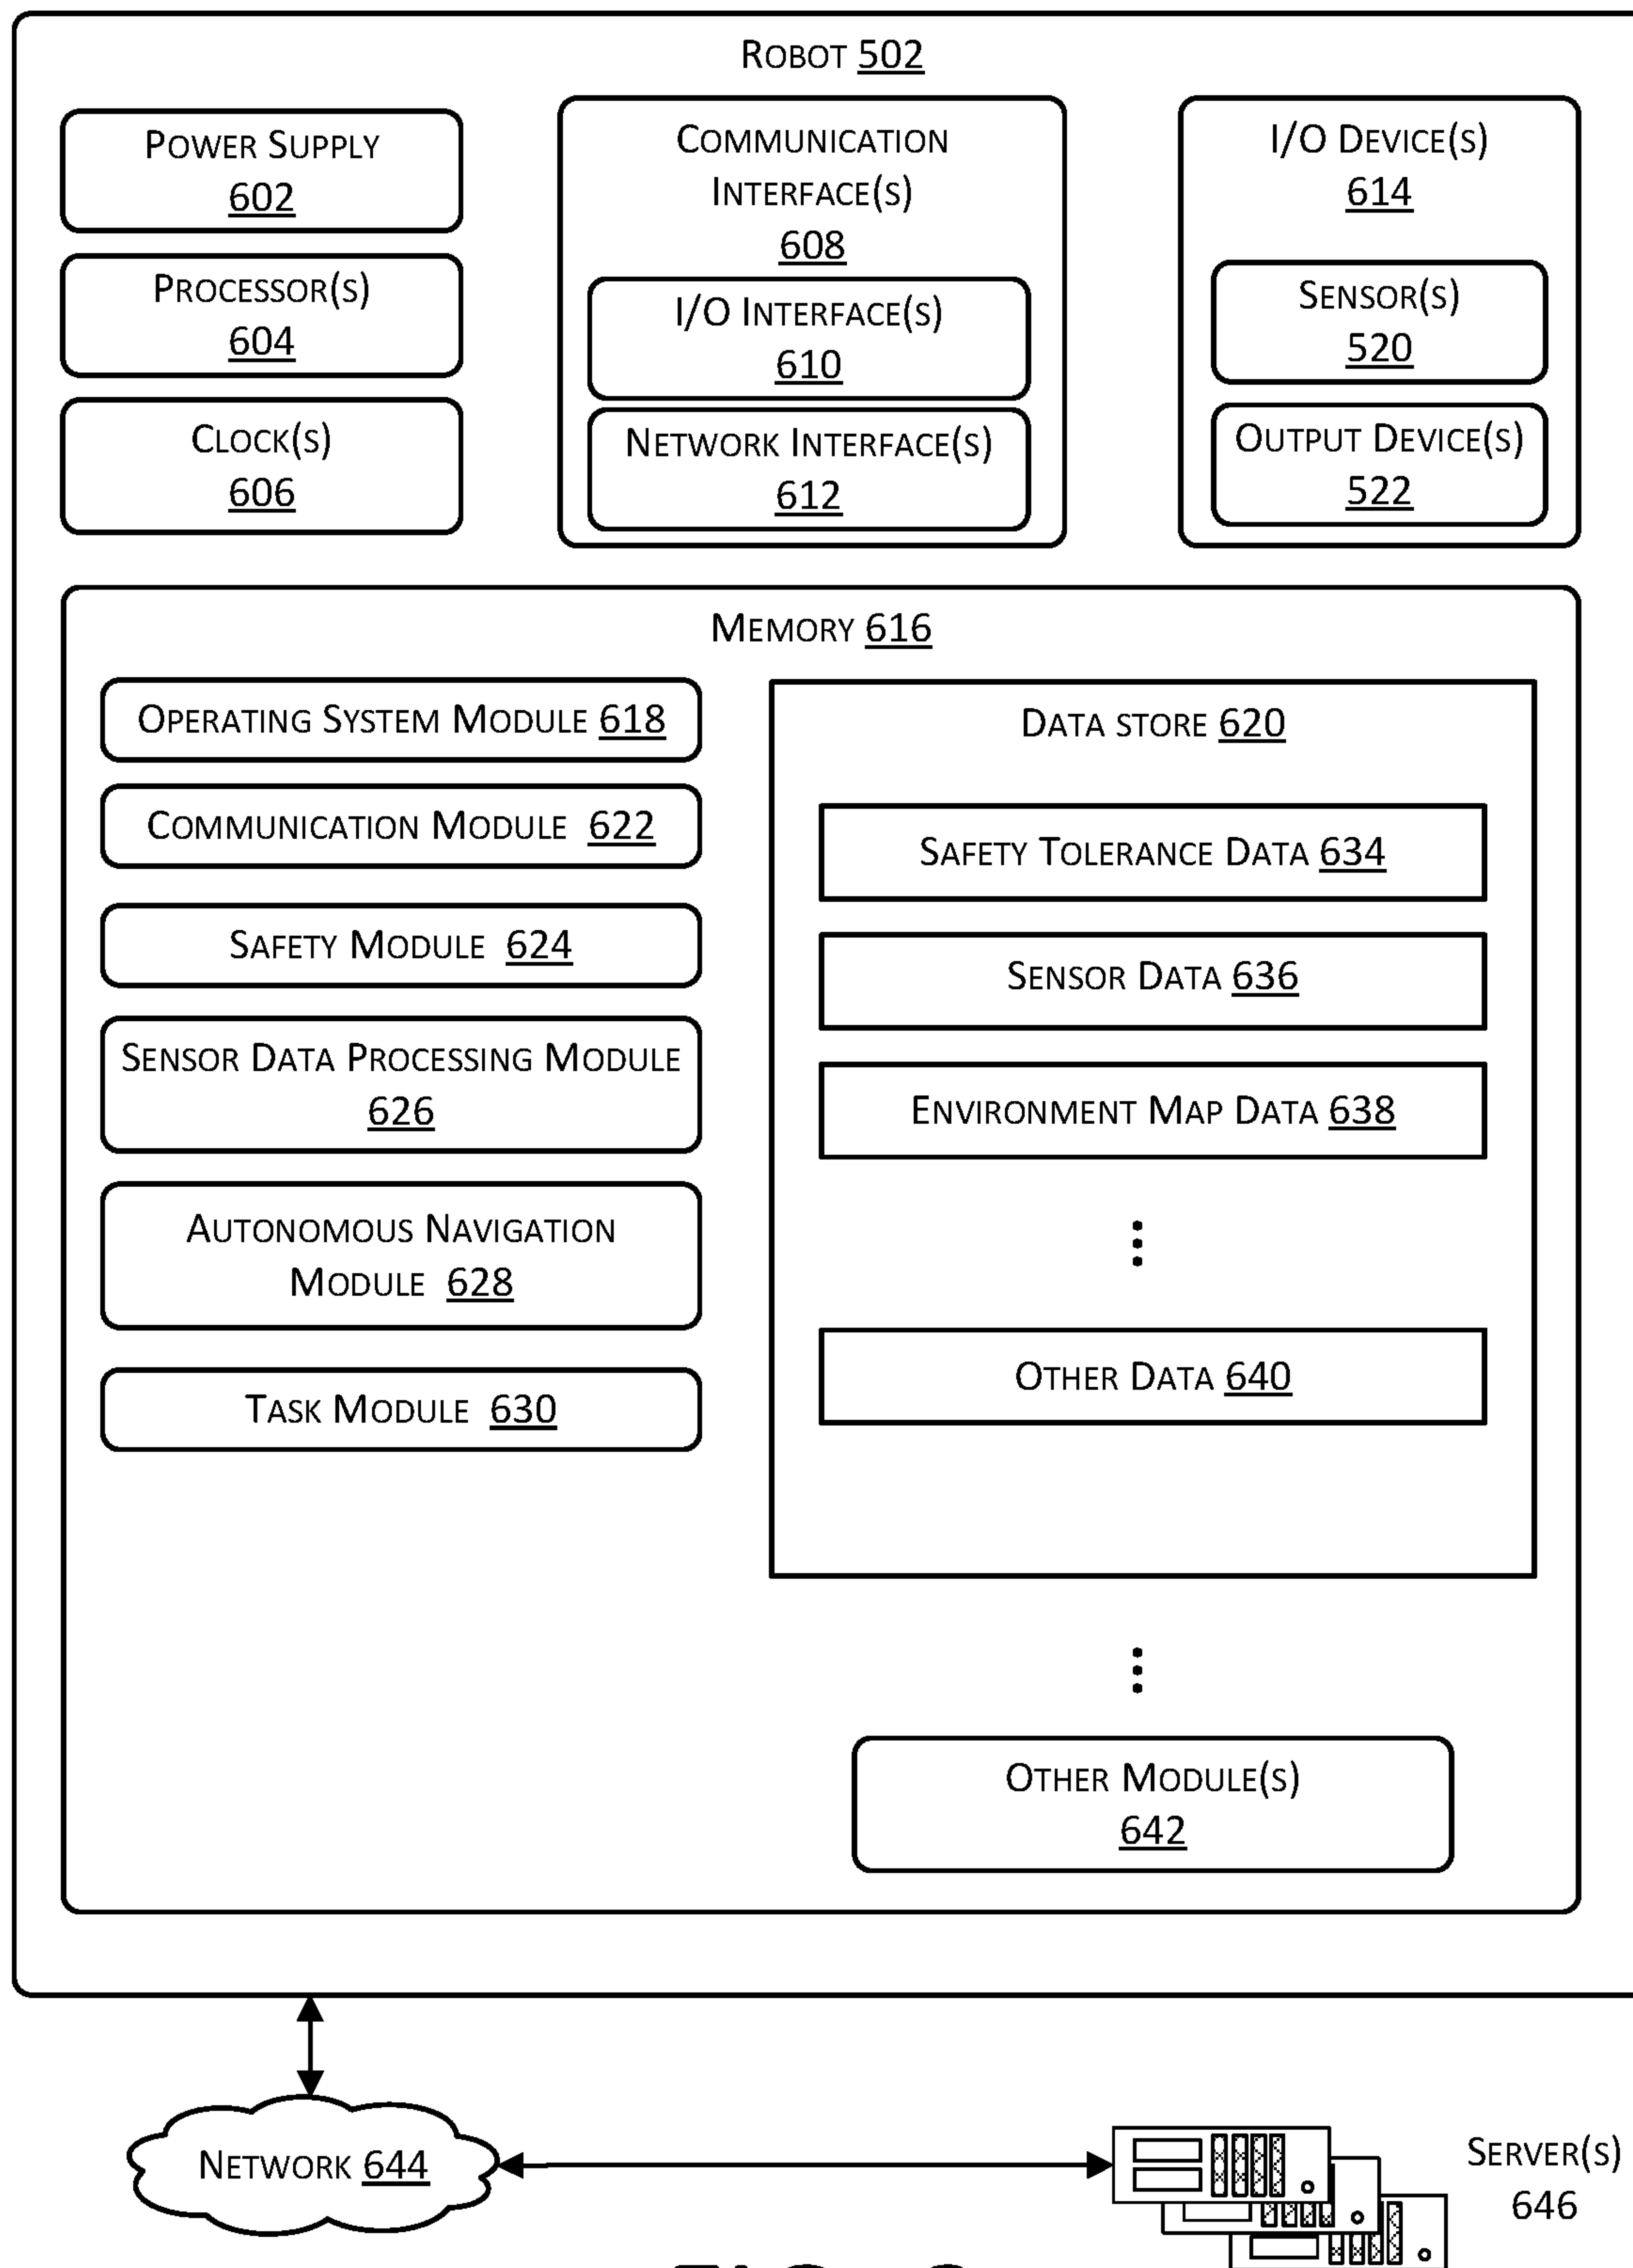 ROBOT 502
POWER SUPPLY
602
PROCESSOR(S)
604
CLOCK(S)
606
COMMUNICATION
INTERFACE(S)
608
I/O INTERFACE(S)
610
NETWORK INTERFACE(S)
612
I/O DEVICE(S)
614
SENSOR(S)
520
OUTPUT DEVICE(S)
522
MEMORY 616
OPERATING SYSTEM MODULE 618
COMMUNICATION MODULE 622
SAFETY MODULE 624
SENSOR DATA PROCESSING MODULE
626
AUTONOMOUS NAVIGATION
MODULE 628
TASK MODULE 630
DATA STORE 620
SAFETY TOLERANCE DATA 634
SENSOR DATA 636
ENVIRONMENT MAP DATA 638
OTHER DATA 640
OTHER MODULE(S)
642
NETWORK 644
SERVER(S)
646